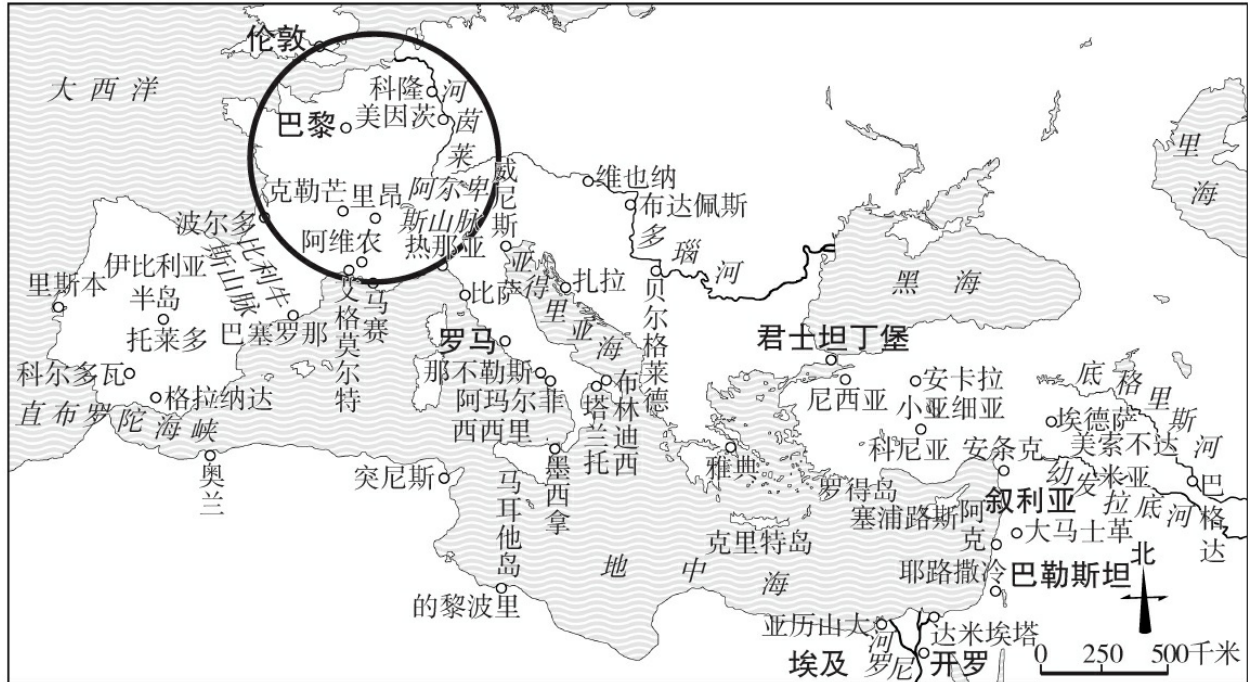 伦敦
大西洋
科隆
美因茨
巴黎
莱茵河
克勒芒
里昂
阿尔卑
斯山脉
威尼斯
波尔多
阿维农
热那亚
比利牛
斯山脉
维也纳
布达佩斯
多瑙河
里海
黑海
里斯本
伊比利亚
半岛
托莱多
巴塞罗那
艾格莫尔特
马赛
比萨
亚得里亚海
扎拉
贝尔格莱德
罗马
君士坦丁堡
科尔多瓦
格拉纳达
那不勒斯
阿玛尔菲
西西里
塔兰托
布林迪西
尼西亚
安卡拉
小亚细亚
科尼亚
底格里斯河
埃德萨
美索不达
米亚
直布罗陀海峡
奥兰
突尼斯
马耳他岛
墨西拿
雅典
安条克
幼发拉底河
巴格达
罗得岛
塞浦路斯
叙利亚
阿克
大马士革
克里特岛
地中海
耶路撒冷
巴勒斯坦
北
的黎波里
亚历山大
达米埃塔
埃及
尼罗河
开罗
0 250 500千米